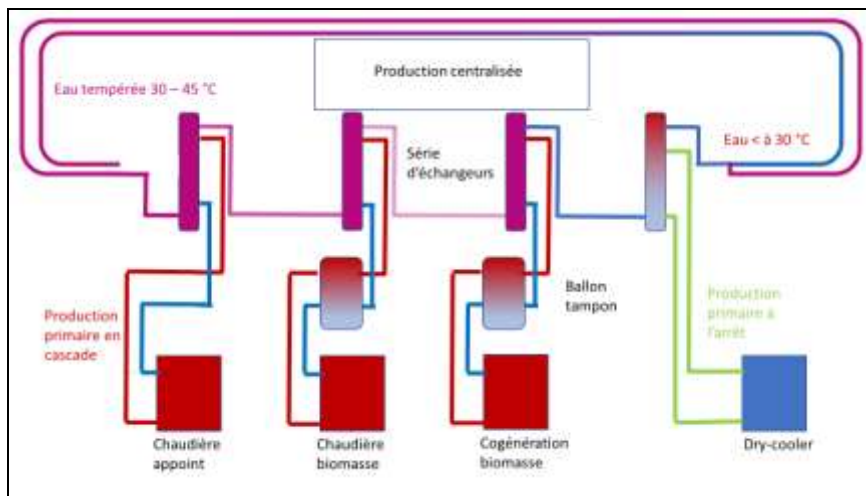 Production centralisée
Eau tempérée 30 – 45 °C
Eau < à 30 °C
Série
d'échangeurs
Ballon
tampon
Production
primaire en
cascade
Production
primaire à
l'arrêt
Chaudière
appoint
Chaudière
biomasse
Cogénération
biomasse
Dry-cooler